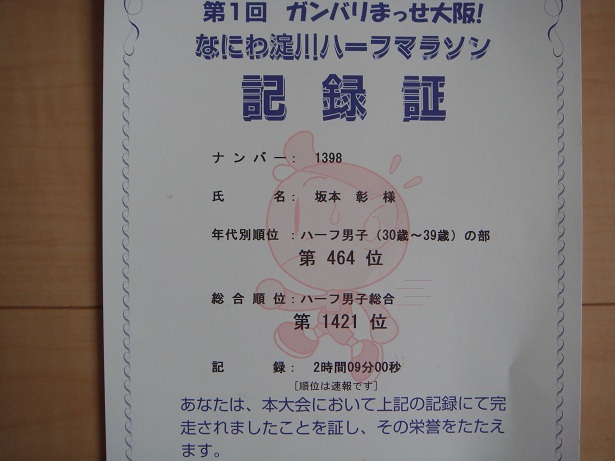 第1回 ガンバリまっせ大阪!
なにわ淀川ハーフマラソン
記録証
ナンバー： 1398
氏名： 坂本 彰 様
年代別順位 ：ハーフ男子（30歳～39歳）の部
第 464 位
総合順位：ハーフ男子総合
第 1421 位
記録： 2時間09分00秒
［順位は速報です］
あなたは、本大会において上記の記録にて完
走されましたことを証し、その栄誉をたたえ
ます。